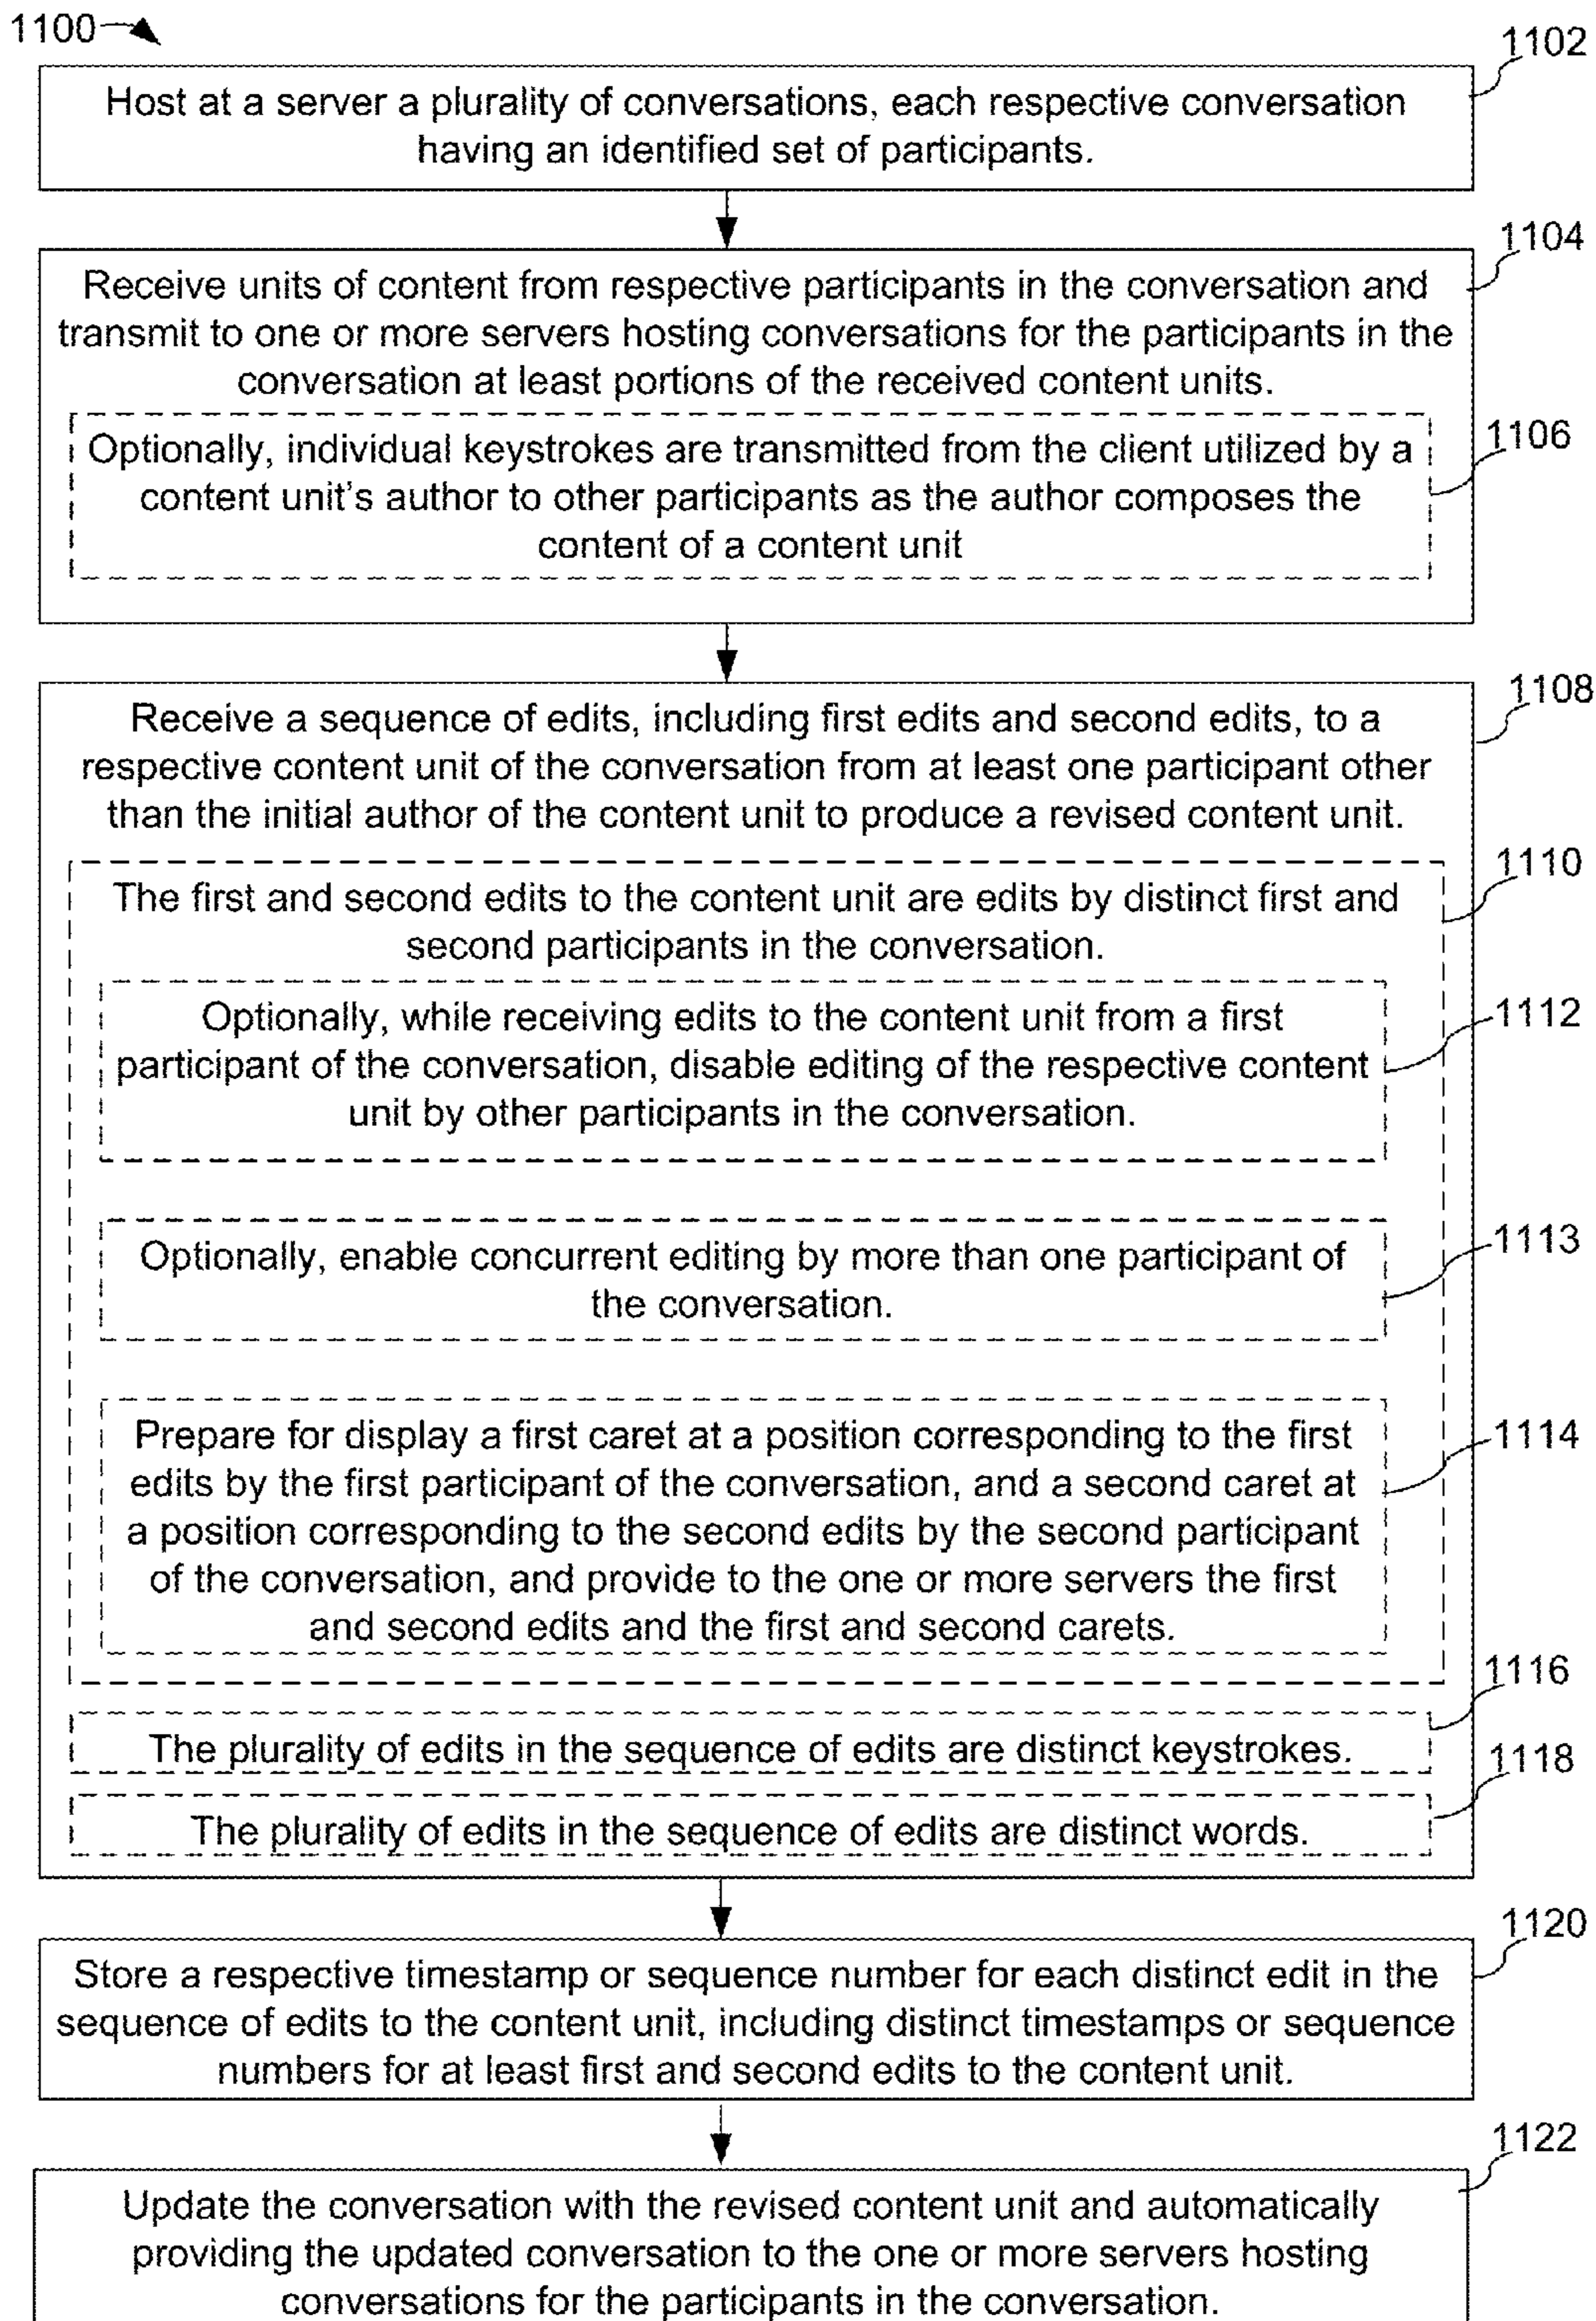 1100
1102
Host at a server a plurality of conversations, each respective conversation
having an identified set of participants.
1104
Receive units of content from respective participants in the conversation and
transmit to one or more servers hosting conversations for the participants in the
conversation at least portions of the received content units.
1106
Optionally, individual keystrokes are transmitted from the client utilized by a
content unit's author to other participants as the author composes the
content of a content unit
1108
Receive a sequence of edits, including first edits and second edits, to a
respective content unit of the conversation from at least one participant other
than the initial author of the content unit to produce a revised content unit.
1110
The first and second edits to the content unit are edits by distinct first and
second participants in the conversation.
1112
Optionally, while receiving edits to the content unit from a first
participant of the conversation, disable editing of the respective content
unit by other participants in the conversation.
1113
Optionally, enable concurrent editing by more than one participant of
the conversation.
1114
Prepare for display a first caret at a position corresponding to the first
edits by the first participant of the conversation, and a second caret at
a position corresponding to the second edits by the second participant
of the conversation, and provide to the one or more servers the first
and second edits and the first and second carets.
1116
The plurality of edits in the sequence of edits are distinct keystrokes.
1118
The plurality of edits in the sequence of edits are distinct words.
1120
Store a respective timestamp or sequence number for each distinct edit in the
sequence of edits to the content unit, including distinct timestamps or sequence
numbers for at least first and second edits to the content unit.
1122
Update the conversation with the revised content unit and automatically
providing the updated conversation to the one or more servers hosting
conversations for the participants in the conversation.